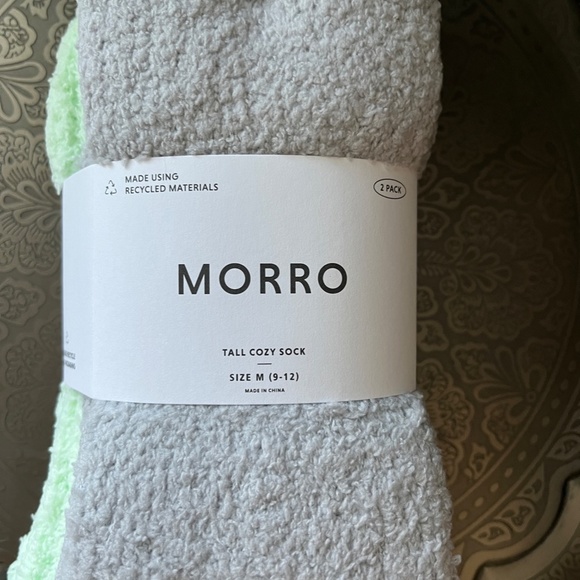 MADE USING
RECYCLED MATERIALS
2 PACK
MORRO
TALL COZY SOCK
SIZE M (9-12)
MADE IN CHINA